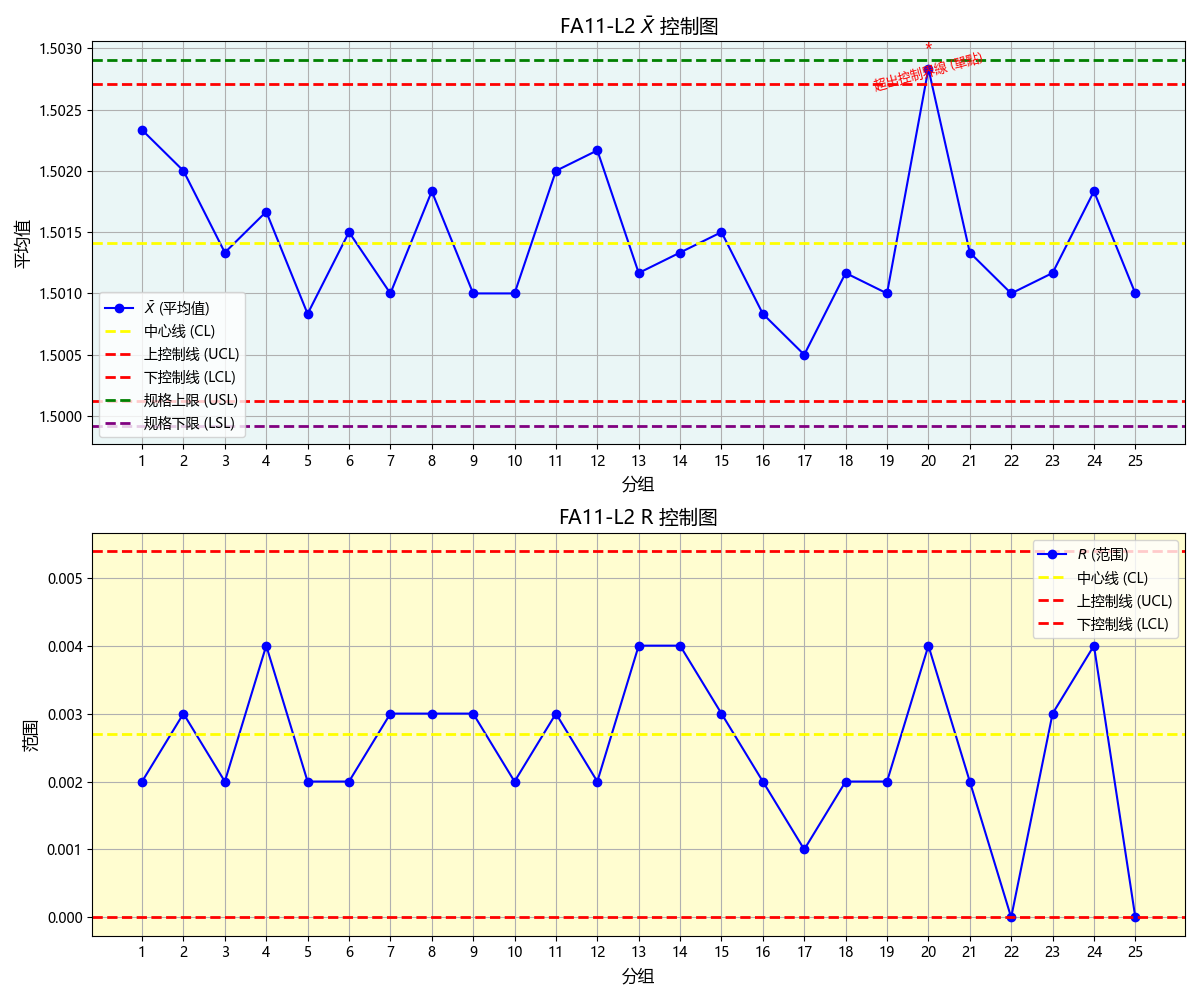 FA11-L2 X̄ 控制图
1.5030
1.5025
1.5020
1.5015
1.5010
1.5005
1.5000
平均值
*
超出控制界線 (單點)
X̄ (平均值)
中心线 (CL)
上控制线 (UCL)
下控制线 (LCL)
规格上限 (USL)
规格下限 (LSL)
1 2 3 4 5 6 7 8 9 10 11 12 13 14 15 16 17 18 19 20 21 22 23 24 25
分组
FA11-L2 R 控制图
0.005
0.004
0.003
0.002
0.001
0.000
范围
R (范围)
中心线 (CL)
上控制线 (UCL)
下控制线 (LCL)
1 2 3 4 5 6 7 8 9 10 11 12 13 14 15 16 17 18 19 20 21 22 23 24 25
分组